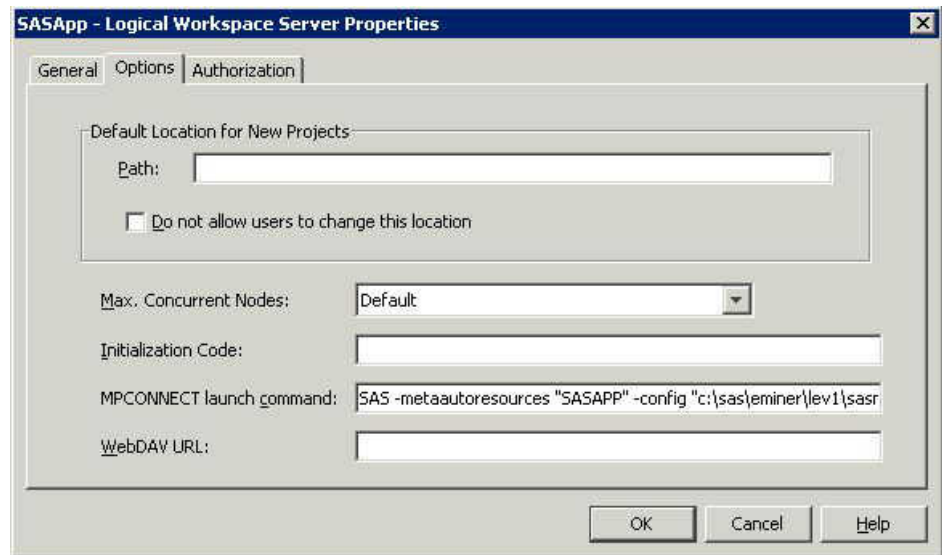 SASApp - Logical Workspace Server Properties
General Options Authorization
Default Location for New Projects
Path:
Do not allow users to change this location
Max. Concurrent Nodes: Default
Initialization Code:
MPCONNECT launch command: SAS -metaautoresources "SASAPP" -config "c:\sas\eminer\lev1\sasr
WebDAV URL:
OK Cancel Help